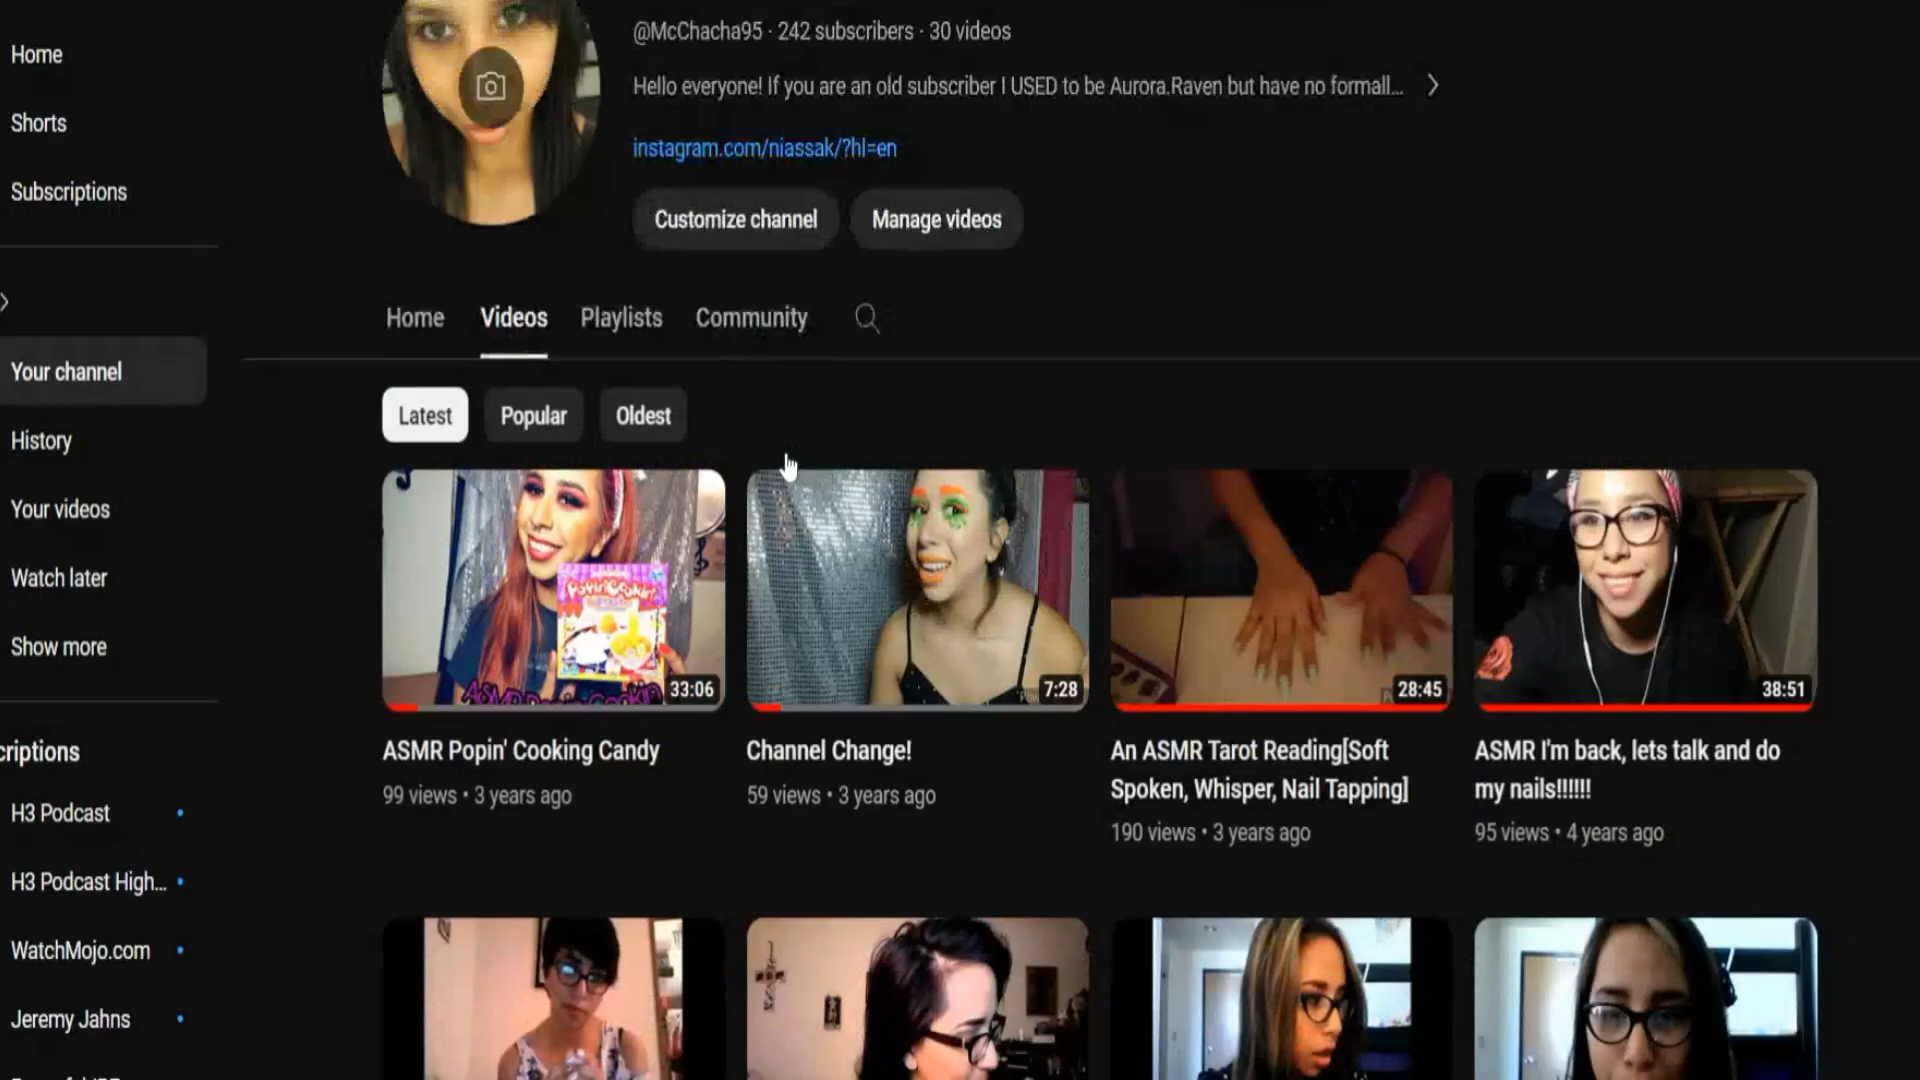 Home
Shorts
Subscriptions
Your channel
History
Your videos
Watch later
Show more
criptions
H3 Podcast
H3 Podcast High...
WatchMojo.com
Jeremy Jahns
@McChacha95 · 242 subscribers · 30 videos
Hello everyone! If you are an old subscriber I USED to be Aurora.Raven but have no formall...
instagram.com/niassak/?hl=en
Customize channel
Manage videos
Home
Videos
Playlists
Community
Latest
Popular
Oldest
Popin' Cookin'
ASMR Popin Cookin
33:06
7:28
28:45
38:51
ASMR Popin' Cooking Candy
99 views • 3 years ago
Channel Change!
59 views • 3 years ago
An ASMR Tarot Reading[Soft
Spoken, Whisper, Nail Tapping]
190 views • 3 years ago
ASMR I'm back, lets talk and do
my nails!!!!!!
95 views • 4 years ago